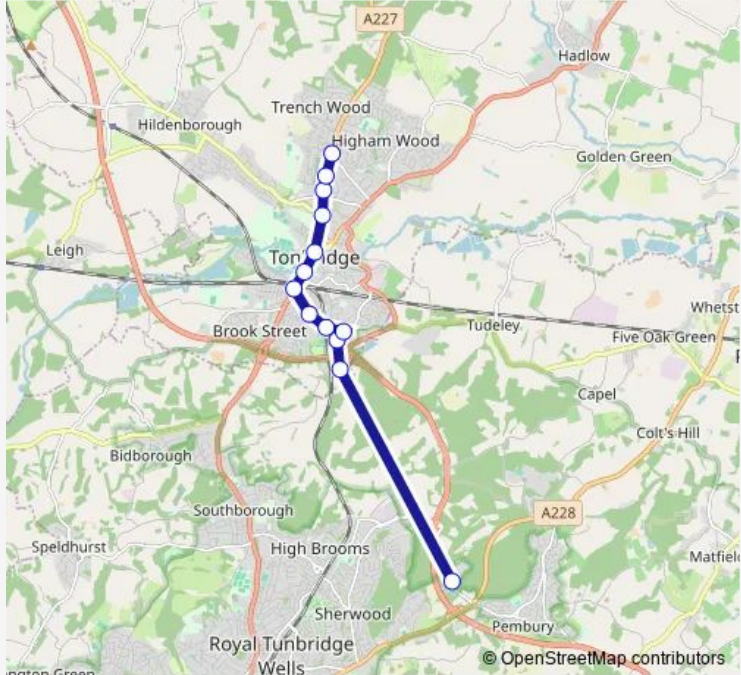 A227
Hadlow
Trench Wood
Hildenborough
Higham Wood
Golden Green
Leigh
Whetst
Brook Street
Tudeley
Five Oak Green
Capel
Colt's Hill
Bidborough
Southborough
A228
Speldhurst
High Brooms
Matfiel
Sherwood
Pembury
Royal Tunbridge
Wells
© OpenStreetMap contributors